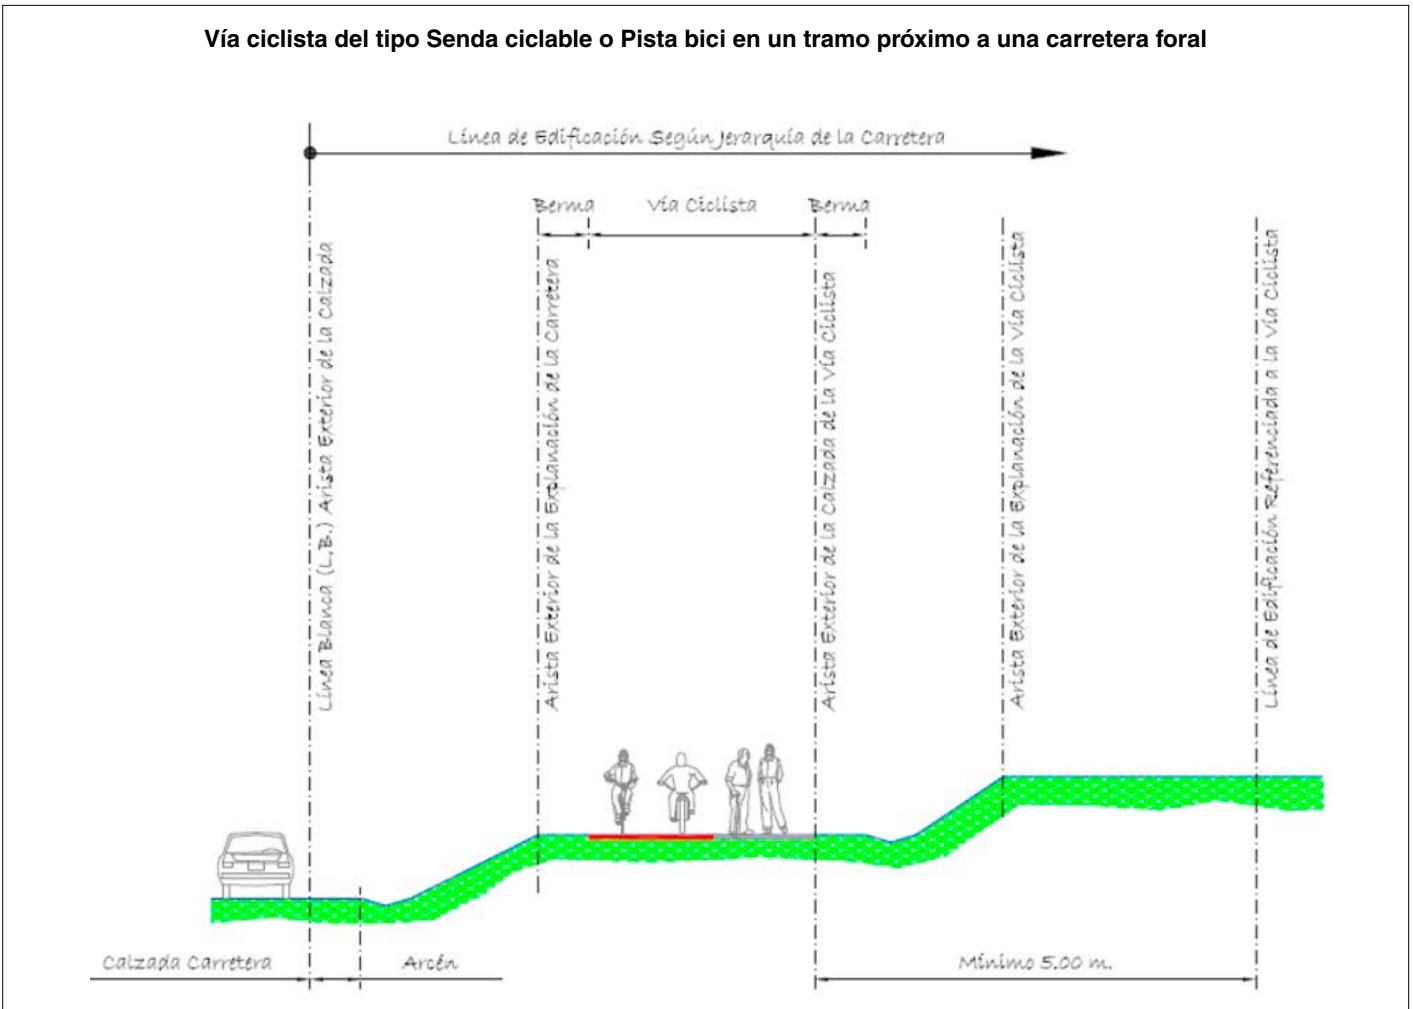 Vía ciclista del tipo Senda ciclable o Pista bici en un tramo próximo a una carretera foral
Línea de Edificación Según Jerarquía de la Carretera
Berma
Vía Ciclista
Berma
Línea Blanca (L.B.) Arista Exterior de la Calzada
Arista Exterior de la Explanación de la Carretera
Arista Exterior de la Calzada de la Vía Ciclista
Arista Exterior de la Explanación de la Vía Ciclista
Línea de Edificación Referenciada a la Vía Ciclista
Calzada Carretera
Arcén
Mínimo 5.00 m.